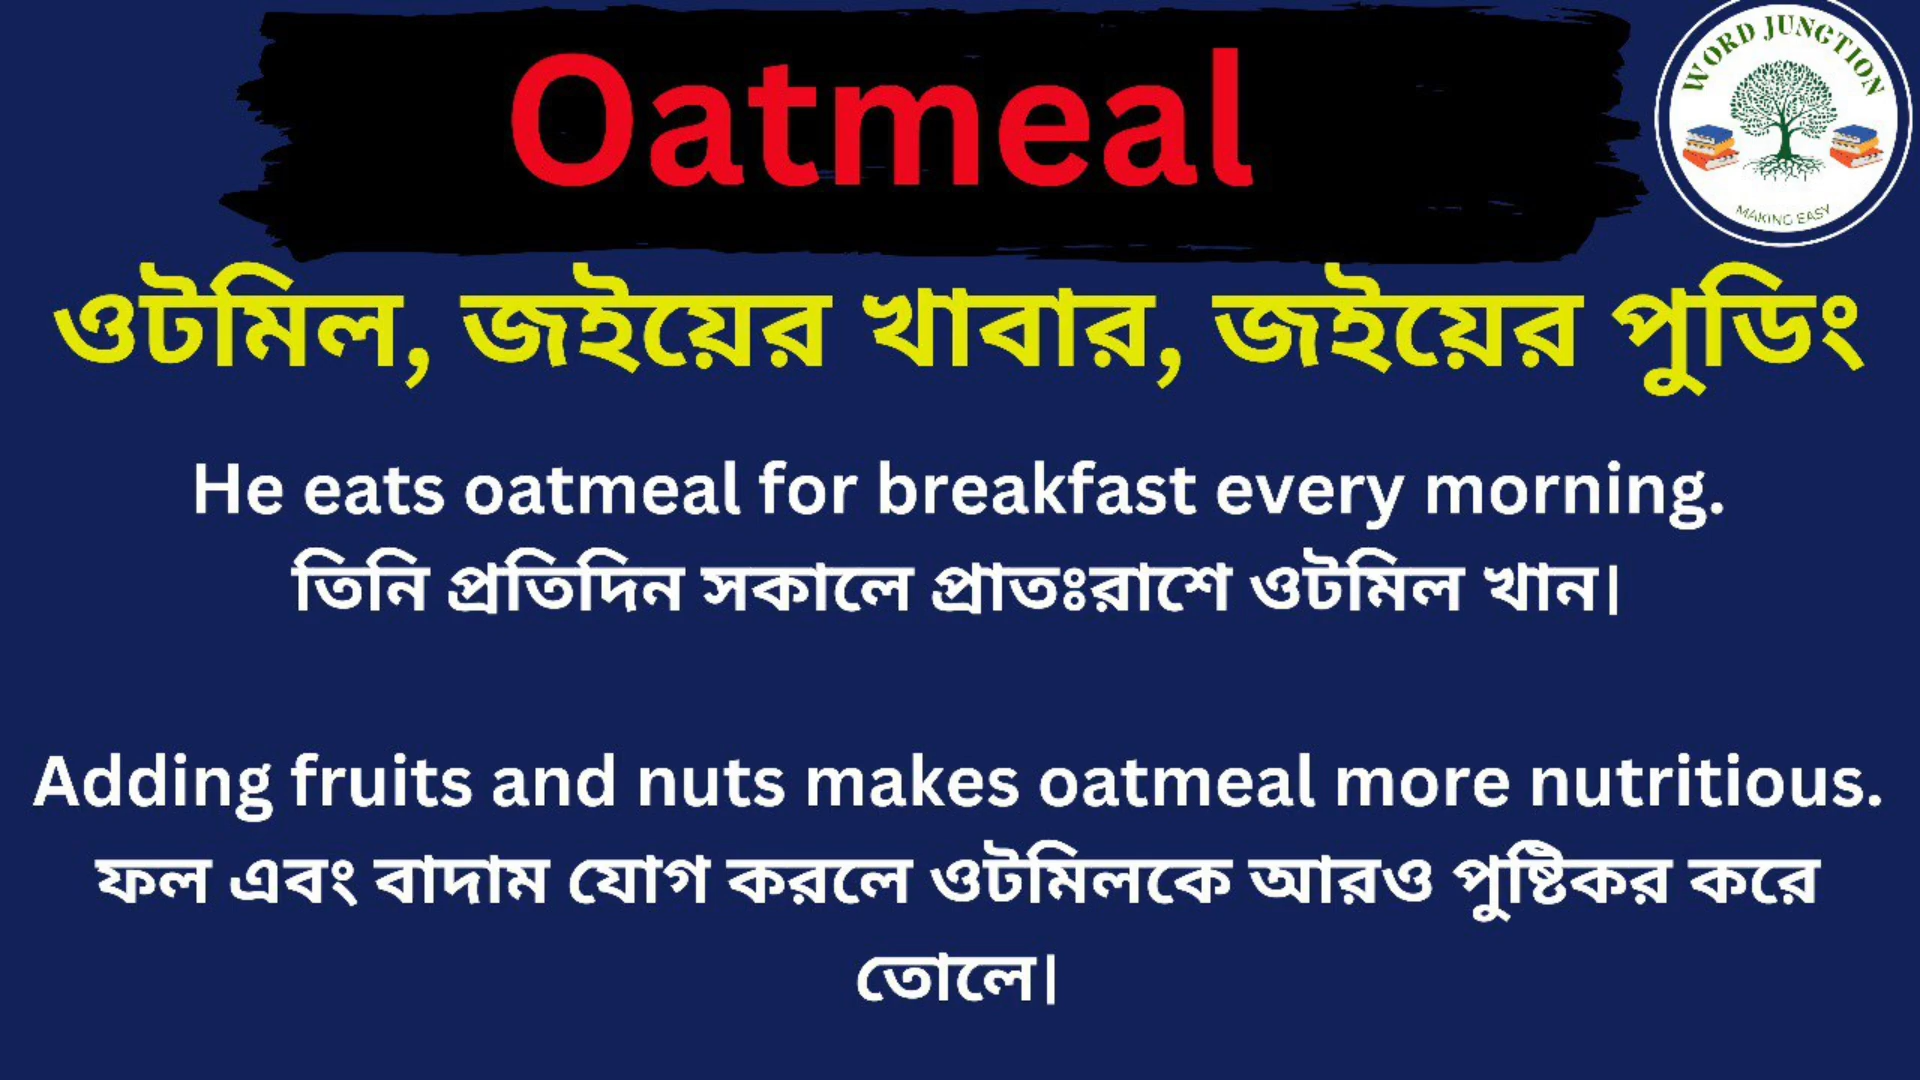 Oatmeal
WORD JUNCTION
MAKING EASY
ওটমিল, জইয়ের খাবার, জইয়ের পুডিং
He eats oatmeal for breakfast every morning.
তিনি প্রতিদিন সকালে প্রাতঃরাশে ওটমিল খান।
Adding fruits and nuts makes oatmeal more nutritious.
ফল এবং বাদাম যোগ করলে ওটমিলকে আরও পুষ্টিকর করে
তোলে।